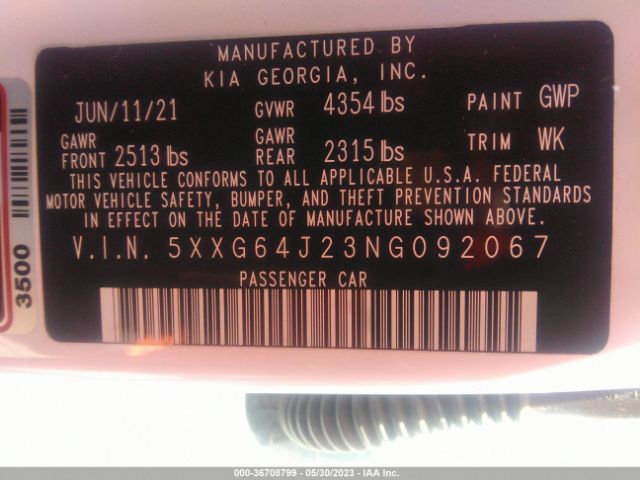 MANUFACTURED BY
KIA GEORGIA, INC.
JUN/11/21 GVWR 4354 lbs PAINT GWP
GAWR FRONT 2513 lbs GAWR REAR 2315 lbs TRIM WK
THIS VEHICLE CONFORMS TO ALL APPLICABLE U.S.A. FEDERAL
MOTOR VEHICLE SAFETY, BUMPER, AND THEFT PREVENTION STANDARDS
IN EFFECT ON THE DATE OF MANUFACTURE SHOWN ABOVE.
V.I.N. 5XXG64J23NG092067
PASSENGER CAR
3500
000-36708799 - 05/30/2023 - IAA Inc.